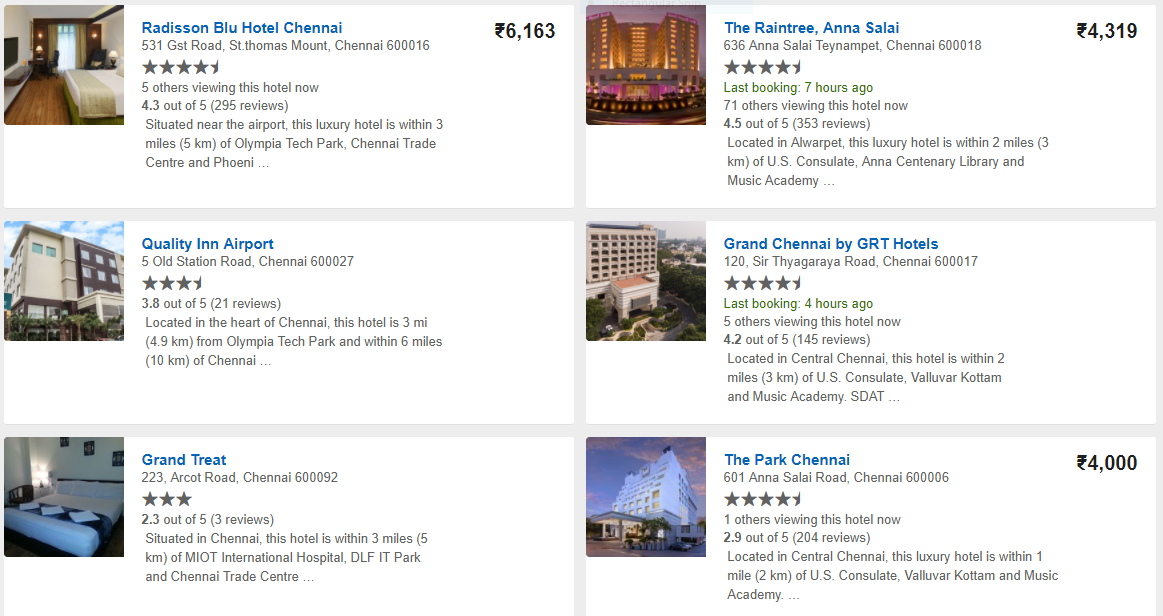 Radisson Blu Hotel Chennai
₹6,163
531 Gst Road, St.thomas Mount, Chennai 600016
5 others viewing this hotel now
4.3 out of 5 (295 reviews)
Situated near the airport, this luxury hotel is within 3
miles (5 km) of Olympia Tech Park, Chennai Trade
Centre and Phoeni ...
The Raintree, Anna Salai
₹4,319
636 Anna Salai Teynampet, Chennai 600018
Last booking: 7 hours ago
71 others viewing this hotel now
4.5 out of 5 (353 reviews)
Located in Alwarpet, this luxury hotel is within 2 miles (3
km) of U.S. Consulate, Anna Centenary Library and
Music Academy ...
Quality Inn Airport
5 Old Station Road, Chennai 600027
3.8 out of 5 (21 reviews)
Located in the heart of Chennai, this hotel is 3 mi
(4.9 km) from Olympia Tech Park and within 6 miles
(10 km) of Chennai ...
Grand Chennai by GRT Hotels
120, Sir Thyagaraya Road, Chennai 600017
Last booking: 4 hours ago
5 others viewing this hotel now
4.2 out of 5 (145 reviews)
Located in Central Chennai, this hotel is within 2
miles (3 km) of U.S. Consulate, Valluvar Kottam
and Music Academy. SDAT ...
Grand Treat
223, Arcot Road, Chennai 600092
2.3 out of 5 (3 reviews)
Situated in Chennai, this hotel is within 3 miles (5
km) of MIOT International Hospital, DLF IT Park
and Chennai Trade Centre ...
The Park Chennai
₹4,000
601 Anna Salai Road, Chennai 600006
1 others viewing this hotel now
2.9 out of 5 (204 reviews)
Located in Central Chennai, this luxury hotel is within 1
mile (2 km) of U.S. Consulate, Valluvar Kottam and Music
Academy. ...